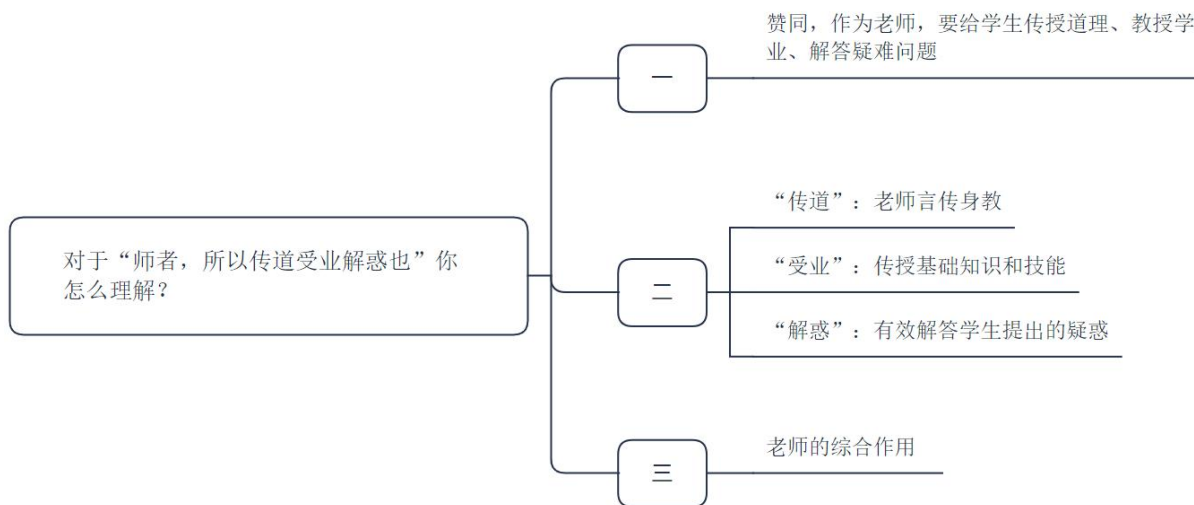 对于“师者，所以传道受业解惑也”你
怎么理解？
一
赞同，作为老师，要给学生传授道理、教授学
业、解答疑难问题
二
“传道”：老师言传身教
“受业”：传授基础知识和技能
“解惑”：有效解答学生提出的疑惑
三
老师的综合作用